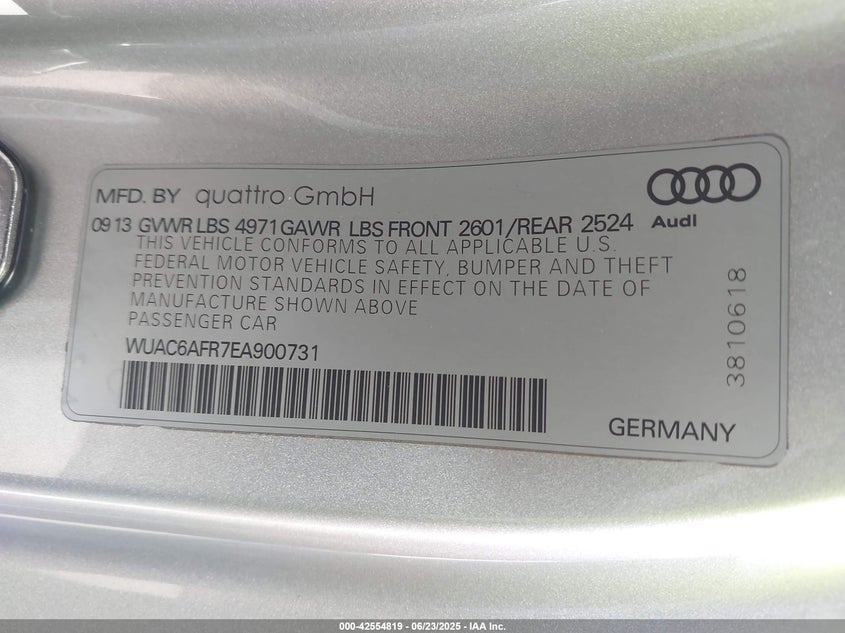 MFD. BY quattro GmbH
09 13 GVWR LBS 4971 GAWR LBS FRONT 2601/REAR 2524
Audi
THIS VEHICLE CONFORMS TO ALL APPLICABLE U.S.
FEDERAL MOTOR VEHICLE SAFETY, BUMPER AND THEFT
PREVENTION STANDARDS IN EFFECT ON THE DATE OF
MANUFACTURE SHOWN ABOVE
PASSENGER CAR
WUAC6AFR7EA900731
3810618
GERMANY
000-42554819 - 06/23/2025 - IAA Inc.